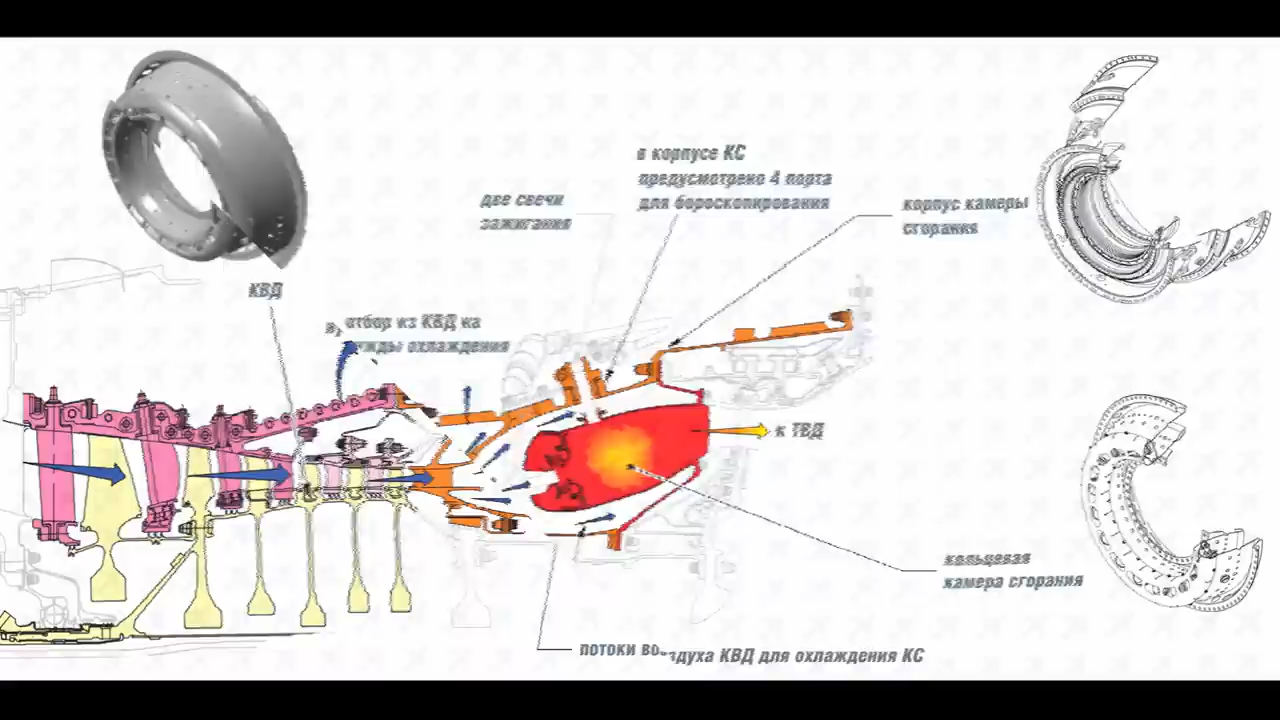 в корпусе КС
предусмотрено 4 порта
для бороскопирования
две свечи
зажигания
корпус камеры
сгорания
КВД
отбор из КВД на
нужды охлаждения
к ТВД
кольцевая
камера сгорания
потоки воздуха КВД для охлаждения КС